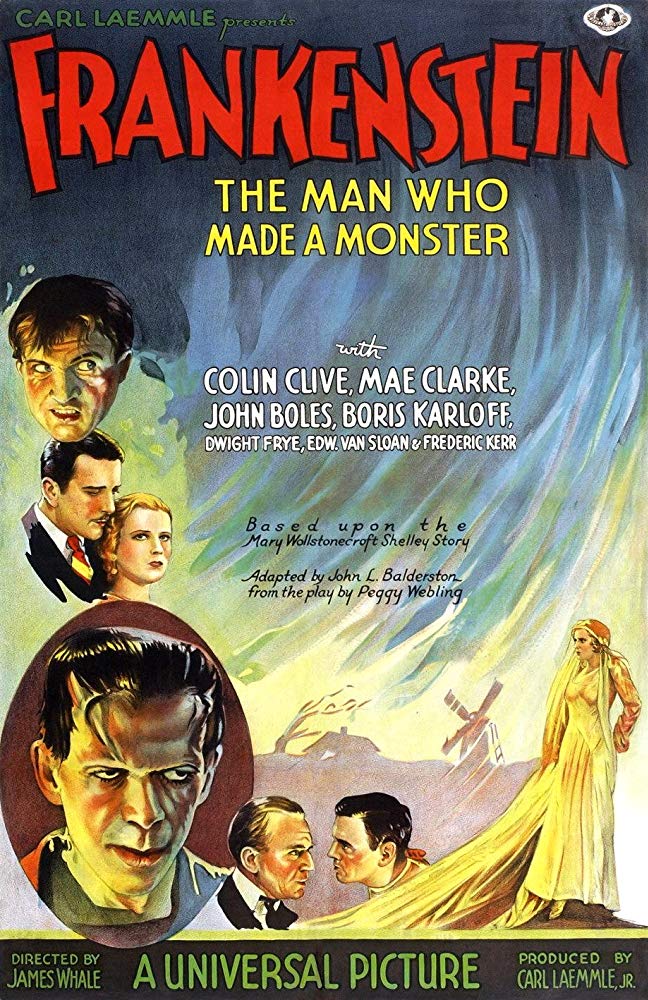 CARL LAEMMLE presents
FRANKENSTEIN
THE MAN WHO
MADE A MONSTER
with
COLIN CLIVE, MAE CLARKE,
JOHN BOLES, BORIS KARLOFF,
DWIGHT FRYE, EDW. VAN SLOAN & FREDERIC KERR
Based upon the
Mary Wollstonecroft Shelley Story
Adapted by John L. Balderston
from the play by Peggy Webling
DIRECTED BY
JAMES WHALE
A UNIVERSAL PICTURE
PRODUCED BY
CARL LAEMMLE, JR.